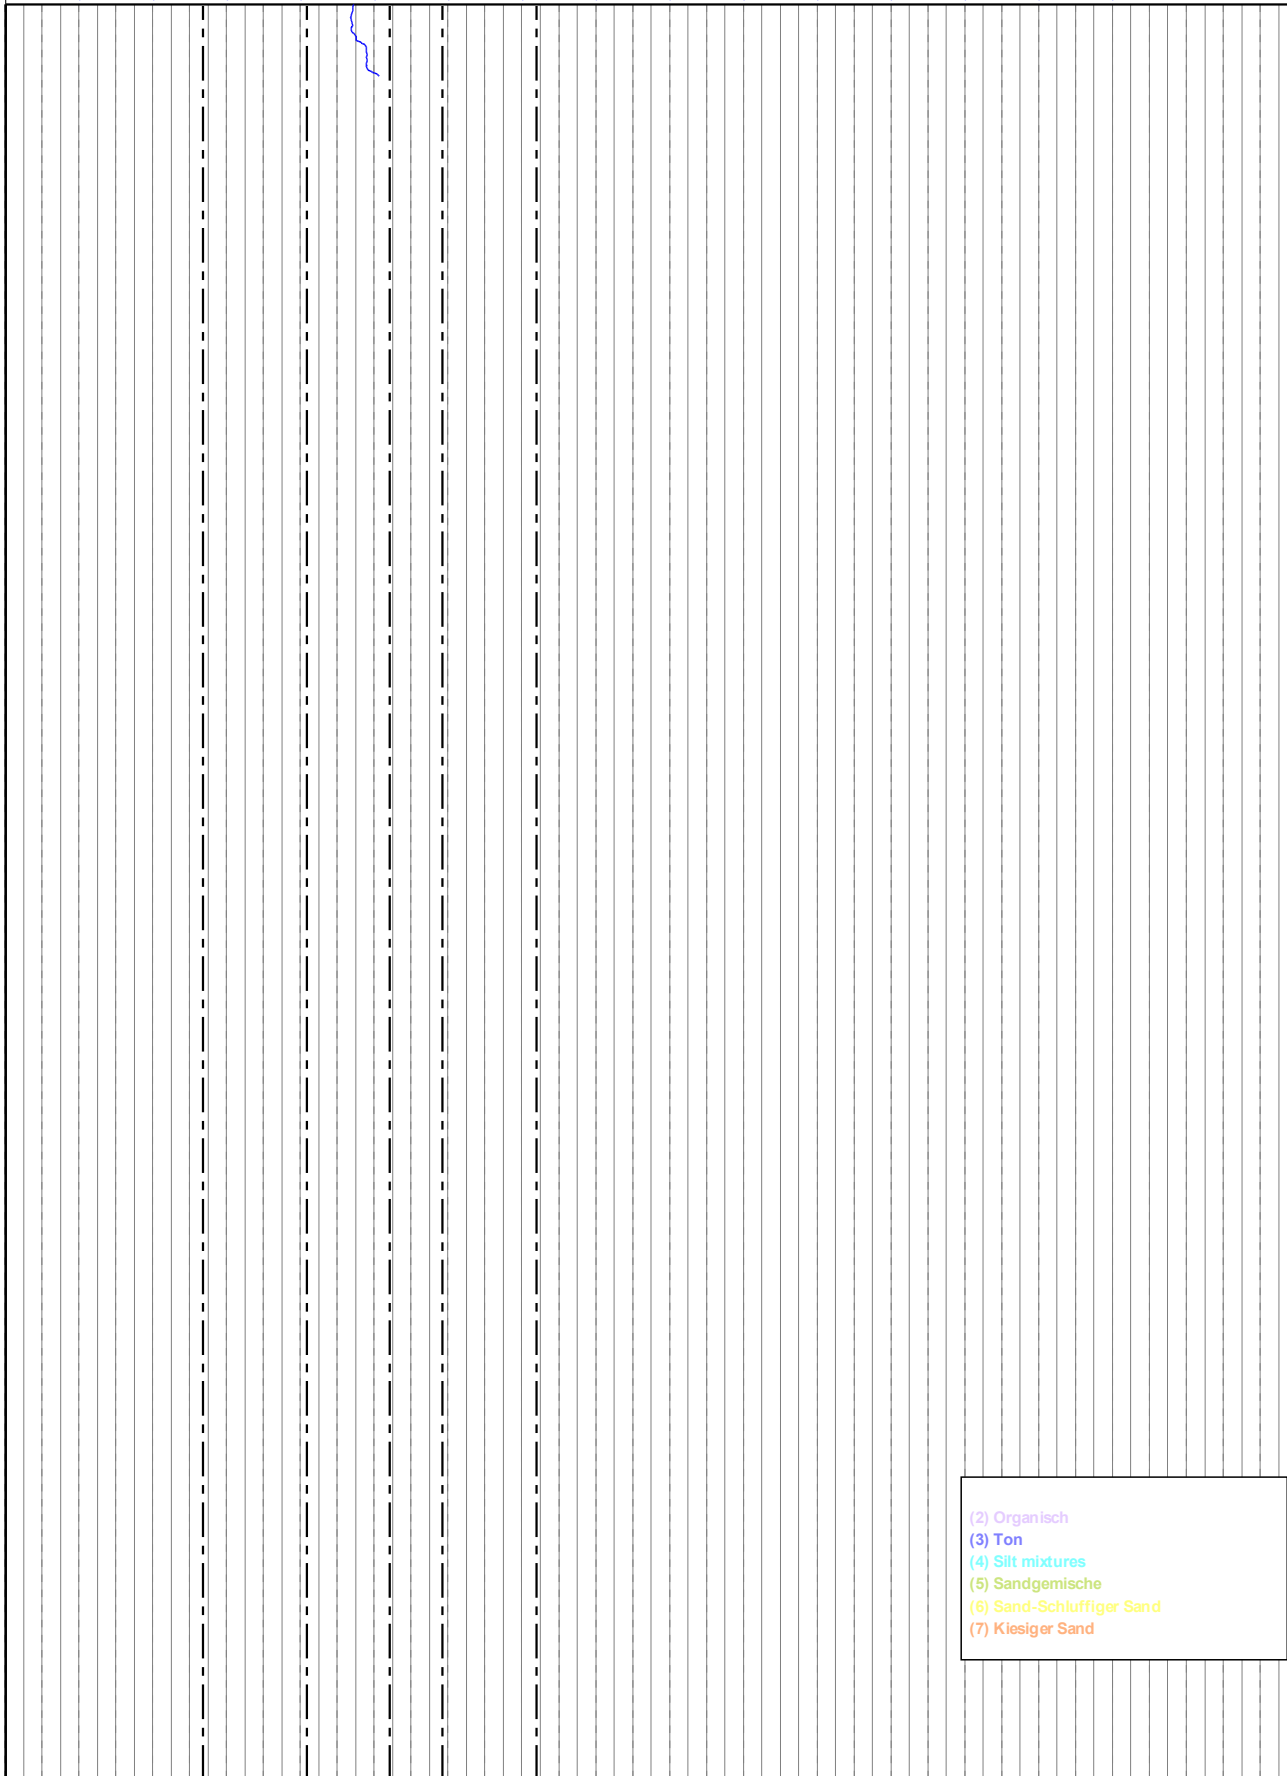 (2) Organisch
(3) Ton
(4) Silt mixtures
(5) Sandgemische
(6) Sand-Schluffiger Sand
(7) Kiesiger Sand